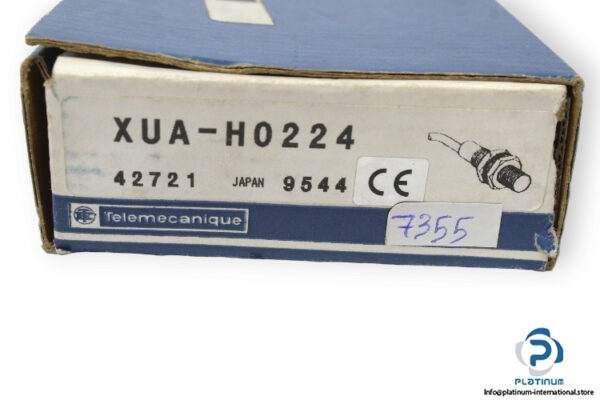 XUA-H0224
42721 JAPAN 9544 CE
Telemecanique
7355
PLATINUM
Info@platinum-international.store